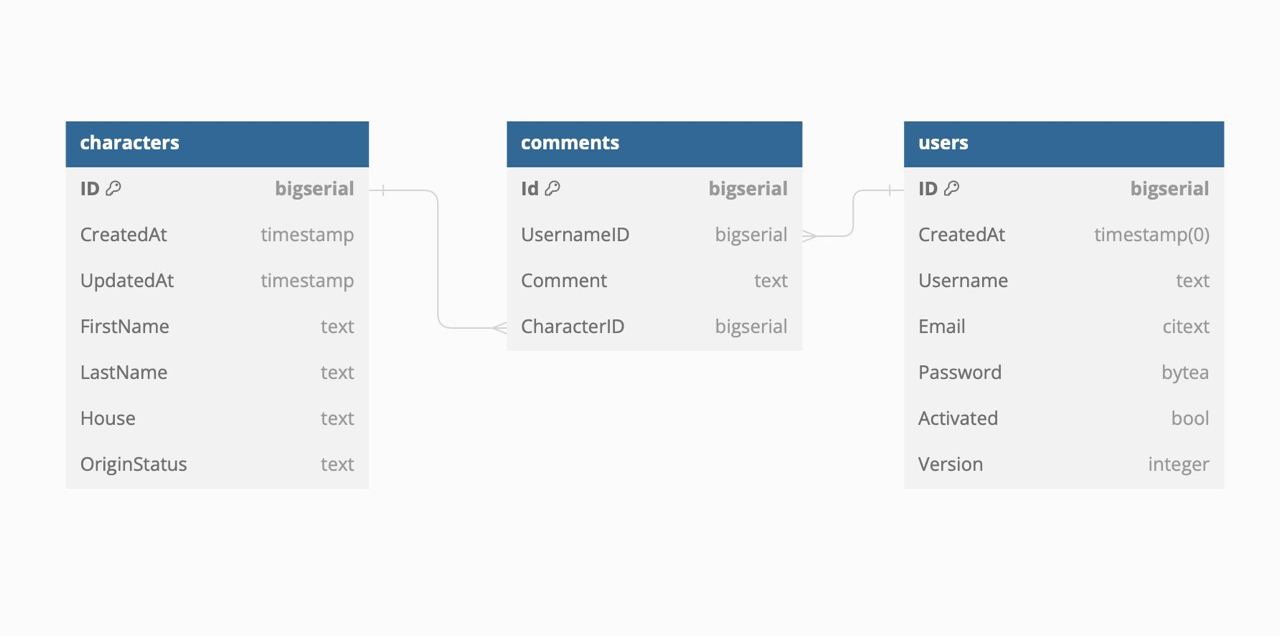 characters
ID bigserial
CreatedAt timestamp
UpdatedAt timestamp
FirstName text
LastName text
House text
OriginStatus text
comments
Id bigserial
UsernameID bigserial
Comment text
CharacterID bigserial
users
ID bigserial
CreatedAt timestamp(0)
Username text
Email citext
Password bytea
Activated bool
Version integer